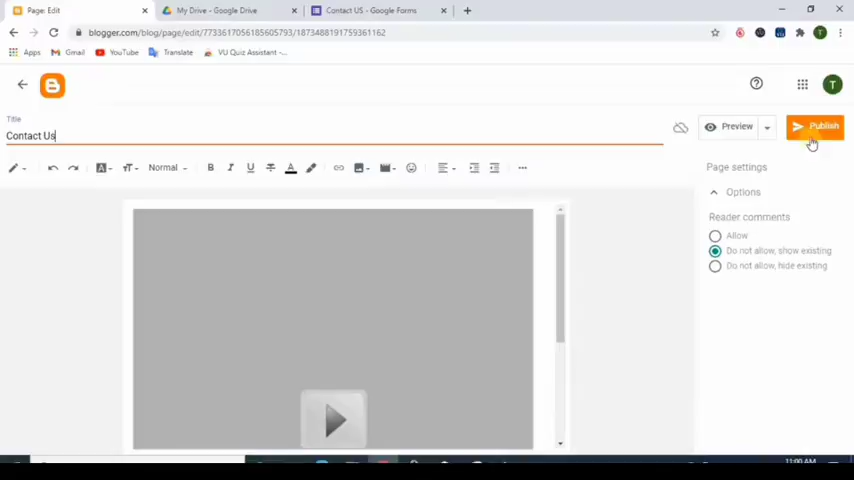 Page: Edit
My Drive - Google Drive
Contact US - Google Forms
blogger.com/blog/page/edit/7733617056185605793/1873488191759361162
T
Apps
Gmail
YouTube
Translate
VU Quiz Assistant -...
T
Title
Contact Us
Preview
Publish
Normal
Page settings
Options
Reader comments
Allow
Do not allow, show existing
Do not allow, hide existing
11:00 AM